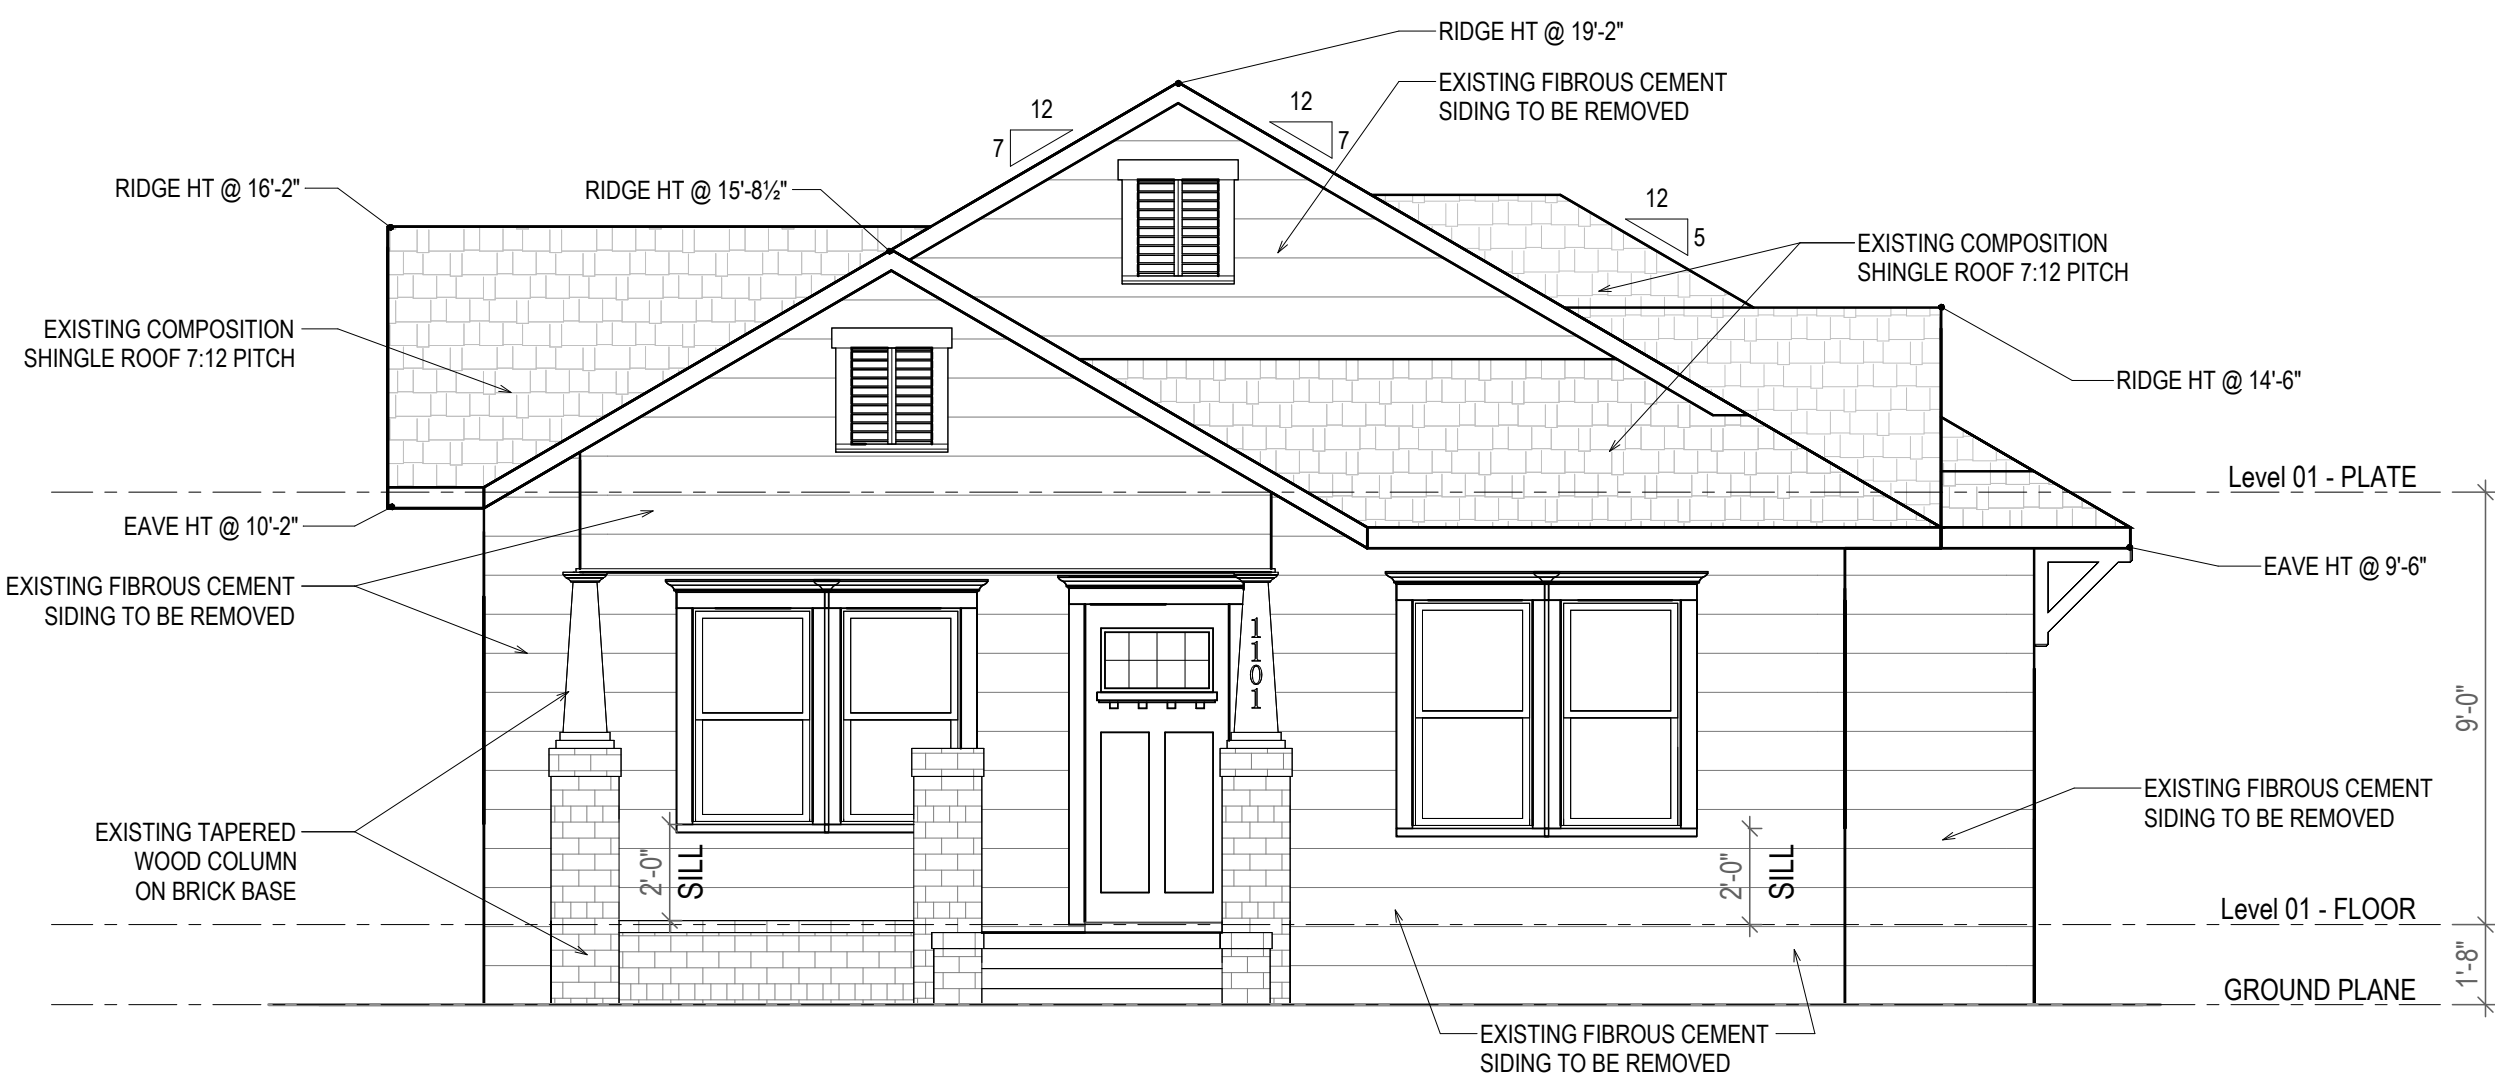 RIDGE HT @ 19'-2"
EXISTING FIBROUS CEMENT
SIDING TO BE REMOVED
12
7
12
7
RIDGE HT @ 16'-2"
RIDGE HT @ 15'-8½"
12
5
EXISTING COMPOSITION
SHINGLE ROOF 7:12 PITCH
EXISTING COMPOSITION
SHINGLE ROOF 7:12 PITCH
RIDGE HT @ 14'-6"
Level 01 - PLATE
EAVE HT @ 10'-2"
EAVE HT @ 9'-6"
EXISTING FIBROUS CEMENT
SIDING TO BE REMOVED
1101
9'-0"
EXISTING FIBROUS CEMENT
SIDING TO BE REMOVED
EXISTING TAPERED
WOOD COLUMN
ON BRICK BASE
2'-0"
SILL
2'-0"
SILL
Level 01 - FLOOR
1'-8"
GROUND PLANE
EXISTING FIBROUS CEMENT
SIDING TO BE REMOVED